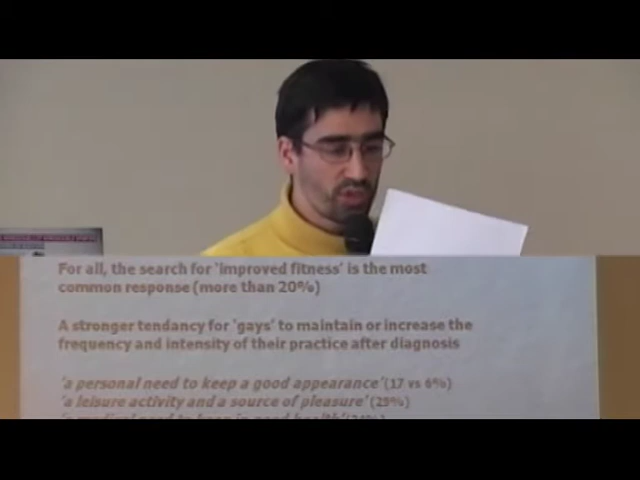 For all, the search for 'improved fitness' is the most
common response (more than 20%)
A stronger tendancy for 'gays' to maintain or increase the
frequency and intensity of their practice after diagnosis
'a personal need to keep a good appearance' (17 vs 6%)
'a leisure activity and a source of pleasure' (25%)